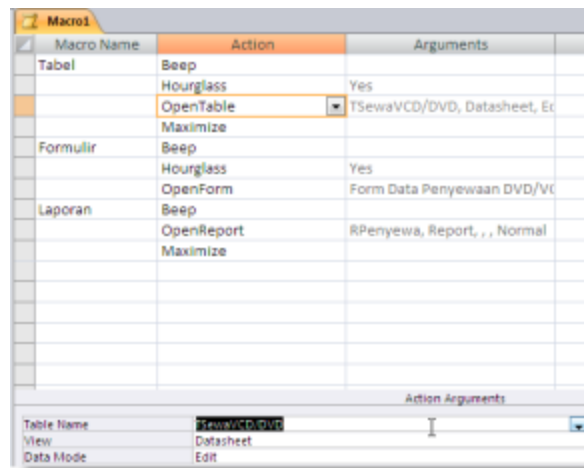 Macro1
Macro Name Action Arguments
Tabel Beep
Hourglass Yes
OpenTable TSewaVCD/DVD, Datasheet, Ed
Maximize
Formulir Beep
Hourglass Yes
OpenForm Form Data Penyewaan DVD/VC
Laporan Beep
OpenReport RPenyewa, Report, , , Normal
Maximize
Action Arguments
Table Name TSewaVCD/DVD
View Datasheet
Data Mode Edit